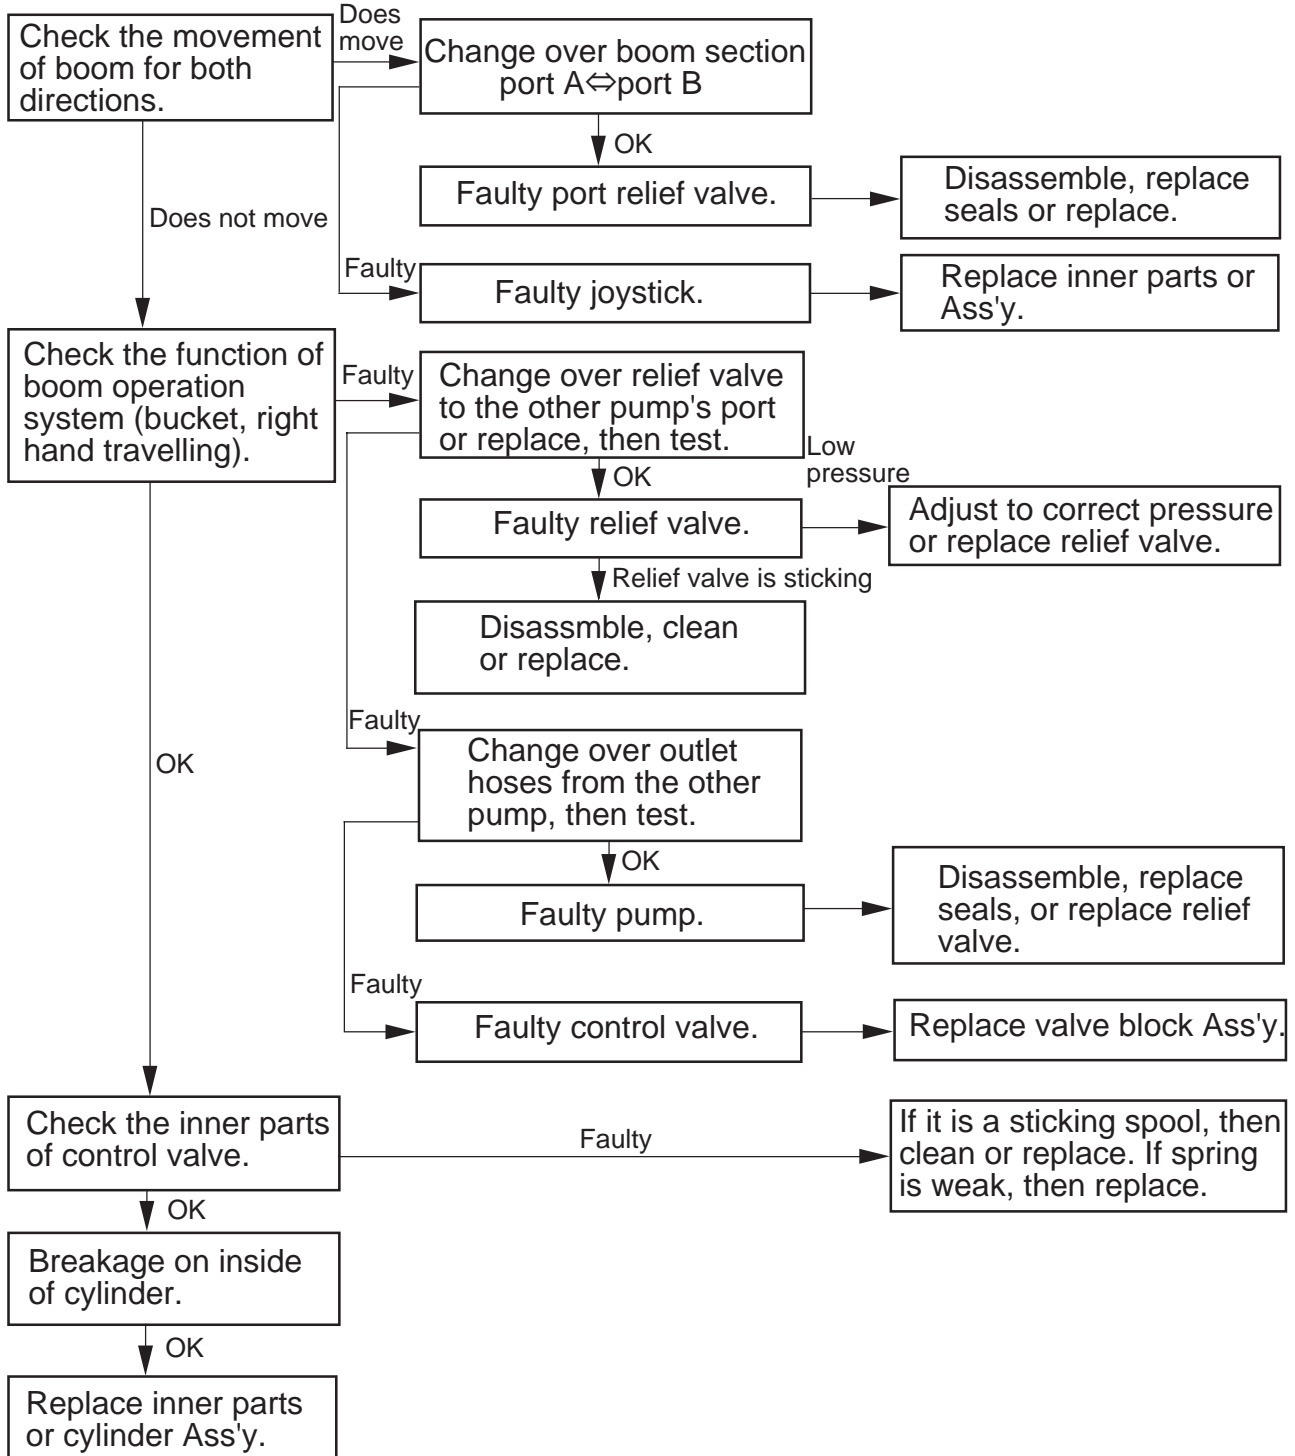 Check the movement
of boom for both
directions.
Does
move
Change over boom section
port A⇔port B
OK
Faulty port relief valve.
Disassemble, replace
seals or replace.
Does not move
Faulty
Faulty joystick.
Replace inner parts or
Ass'y.
Check the function of
boom operation
system (bucket, right
hand travelling).
Faulty
Change over relief valve
to the other pump's port
or replace, then test.
OK
Low
pressure
Faulty relief valve.
Adjust to correct pressure
or replace relief valve.
Relief valve is sticking
Disassmble, clean
or replace.
Faulty
OK
Change over outlet
hoses from the other
pump, then test.
OK
Faulty pump.
Disassemble, replace
seals, or replace relief
valve.
Faulty
Faulty control valve.
Replace valve block Ass'y.
Check the inner parts
of control valve.
Faulty
If it is a sticking spool, then
clean or replace. If spring
is weak, then replace.
OK
Breakage on inside
of cylinder.
OK
Replace inner parts
or cylinder Ass'y.